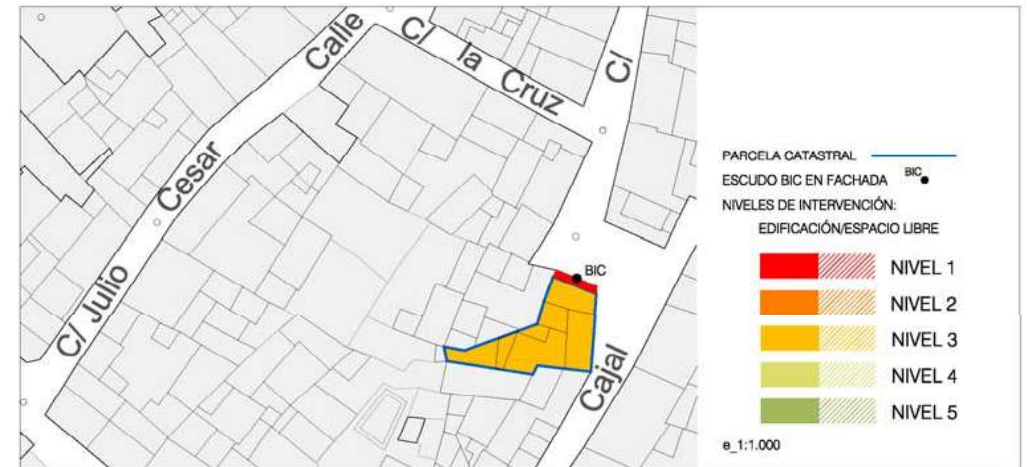 Calle
C/ la Cruz
C/
C/ Julio Cesar
Cajal
BIC
PARCELA CATASTRAL
ESCUDO BIC EN FACHADA BIC
NIVELES DE INTERVENCIÓN:
EDIFICACIÓN/ESPACIO LIBRE
NIVEL 1
NIVEL 2
NIVEL 3
NIVEL 4
NIVEL 5
e_1:1.000